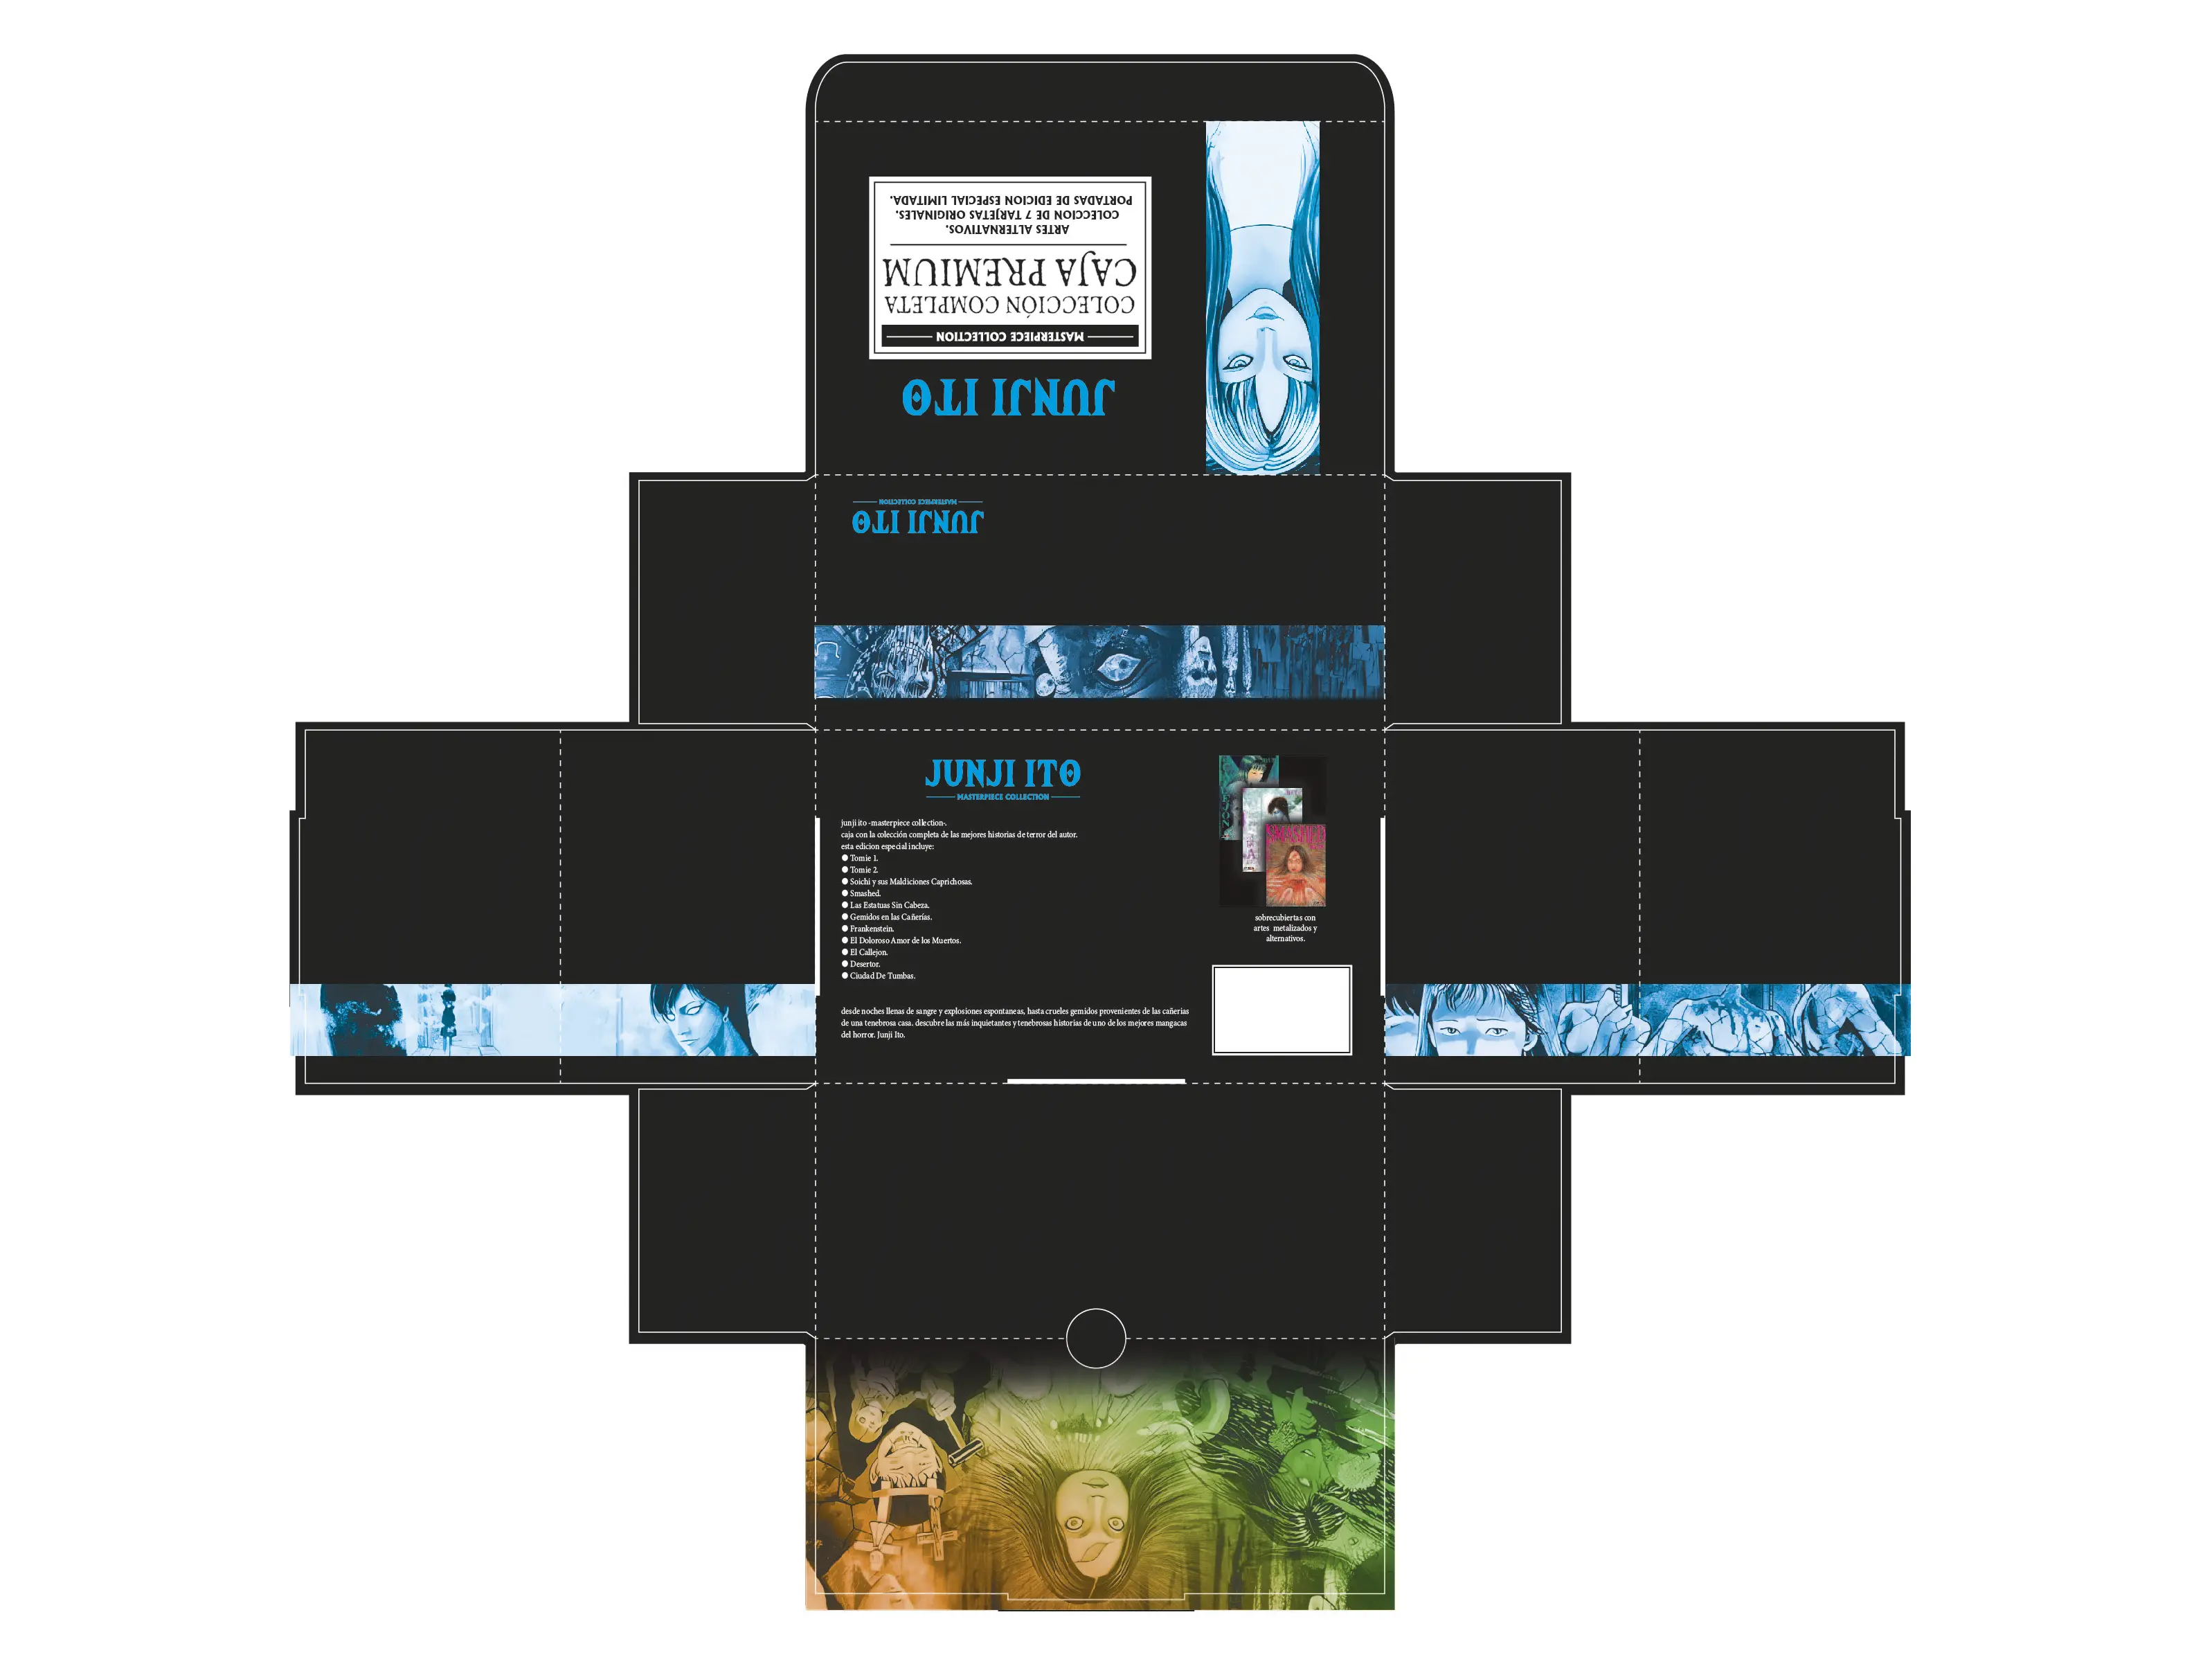 ARTES ALTERNATIVOS.
COLECCION DE 7 TARJETAS ORIGINALES.
PORTADAS DE EDICION ESPECIAL LIMITADA.
CAJA PREMIUM
COLECCIÓN COMPLETA
MASTERPIECE COLLECTION
JUNJI ITO
MASTERPIECE COLLECTION
JUNJI ITO
JUNJI ITO
MASTERPIECE COLLECTION
junji ito -masterpiece collection-.
caja con la colección completa de las mejores historias de terror del autor.
esta edicion especial incluye:
● Tomie 1.
● Tomie 2.
● Soichi y sus Maldiciones Caprichosas.
● Smashed.
● Las Estatuas Sin Cabeza.
● Gemidos en las Cañerías.
● Frankenstein.
● El Doloroso Amor de los Muertos.
● El Callejon.
● Desertor.
● Ciudad De Tumbas.
desde noches llenas de sangre y explosiones espontaneas, hasta crueles gemidos provenientes de las cañerias
de una tenebrosa casa. descubre las más inquietantes y tenebrosas historias de uno de los mejores mangacas
del horror. Junji Ito.
sobrecubiertas con
artes metalizados y
alternativos.